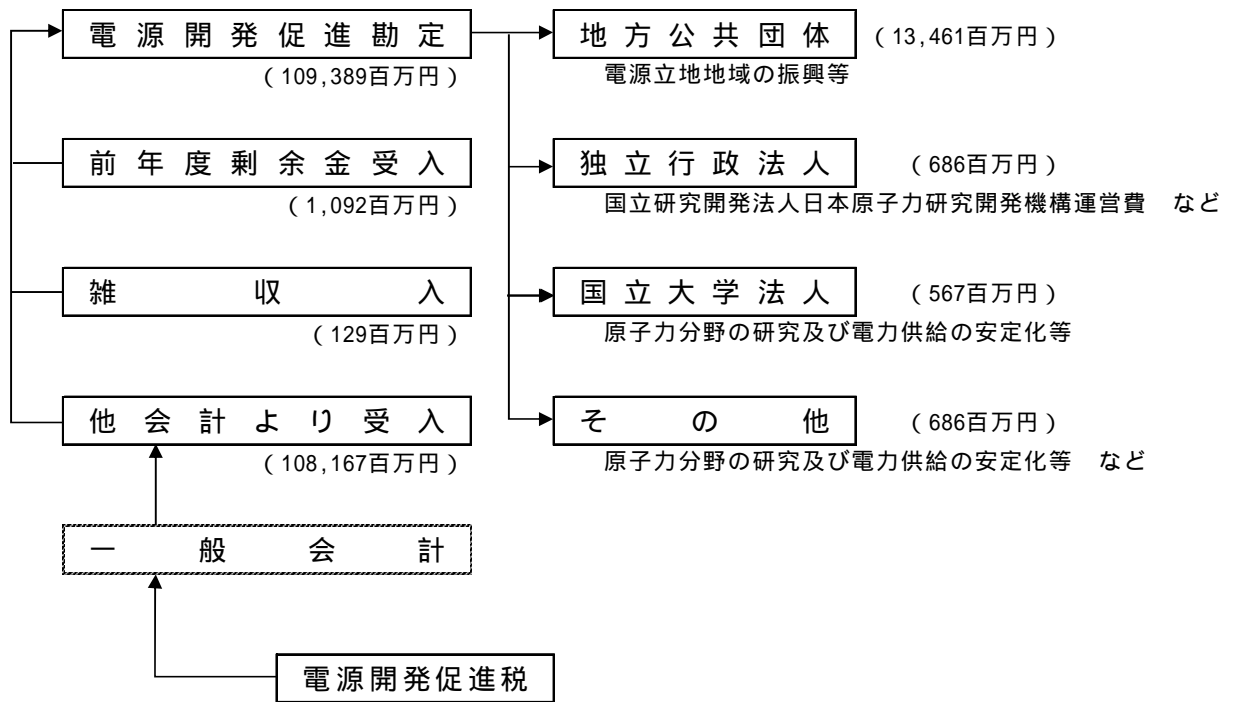 電源開発促進勘定
(109,389百万円)
前年度剰余金受入
(1,092百万円)
雑収入
(129百万円)
他会計より受入
(108,167百万円)
一般会計
電源開発促進税
地方公共団体 (13,461百万円)
電源立地地域の振興等
独立行政法人 (686百万円)
国立研究開発法人日本原子力研究開発機構運営費 など
国立大学法人 (567百万円)
原子力分野の研究及び電力供給の安定化等
その他 (686百万円)
原子力分野の研究及び電力供給の安定化等 など